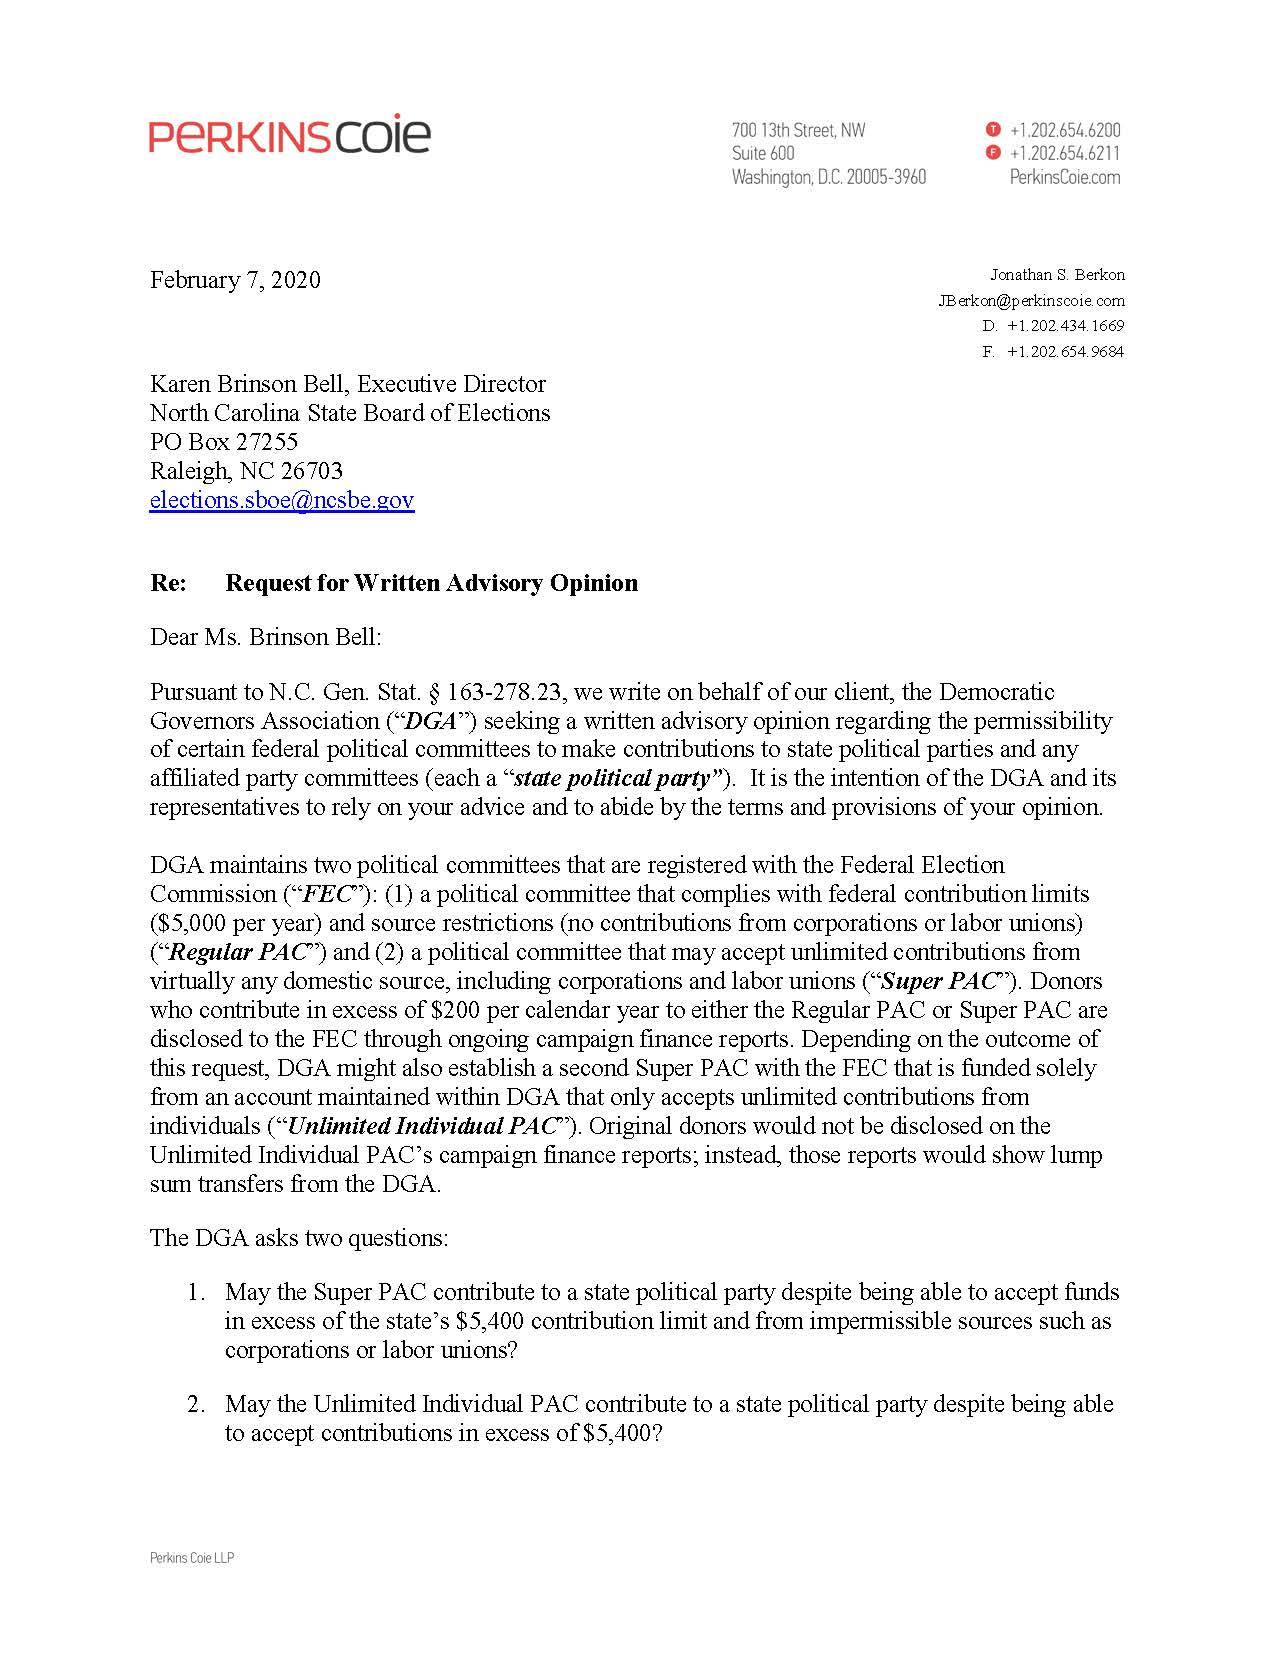 PERKINSCOIE
700 13th Street, NW
Suite 600
Washington, D.C. 20005-3960
T +1.202.654.6200
F +1.202.654.6211
PerkinsCoie.com
February 7, 2020
Jonathan S. Berkon
JBerkon@perkinscoie.com
D. +1.202.434.1669
F. +1.202.654.9684
Karen Brinson Bell, Executive Director
North Carolina State Board of Elections
PO Box 27255
Raleigh, NC 26703
elections.sboe@ncsbe.gov
Re: Request for Written Advisory Opinion
Dear Ms. Brinson Bell:
Pursuant to N.C. Gen. Stat. § 163-278.23, we write on behalf of our client, the Democratic
Governors Association (“DGA”) seeking a written advisory opinion regarding the permissibility
of certain federal political committees to make contributions to state political parties and any
affiliated party committees (each a “state political party”). It is the intention of the DGA and its
representatives to rely on your advice and to abide by the terms and provisions of your opinion.
DGA maintains two political committees that are registered with the Federal Election
Commission (“FEC”): (1) a political committee that complies with federal contribution limits
($5,000 per year) and source restrictions (no contributions from corporations or labor unions)
(“Regular PAC”) and (2) a political committee that may accept unlimited contributions from
virtually any domestic source, including corporations and labor unions (“Super PAC”). Donors
who contribute in excess of $200 per calendar year to either the Regular PAC or Super PAC are
disclosed to the FEC through ongoing campaign finance reports. Depending on the outcome of
this request, DGA might also establish a second Super PAC with the FEC that is funded solely
from an account maintained within DGA that only accepts unlimited contributions from
individuals (“Unlimited Individual PAC”). Original donors would not be disclosed on the
Unlimited Individual PAC’s campaign finance reports; instead, those reports would show lump
sum transfers from the DGA.
The DGA asks two questions:
1. May the Super PAC contribute to a state political party despite being able to accept funds
in excess of the state’s $5,400 contribution limit and from impermissible sources such as
corporations or labor unions?
2. May the Unlimited Individual PAC contribute to a state political party despite being able
to accept contributions in excess of $5,400?
Perkins Coie LLP